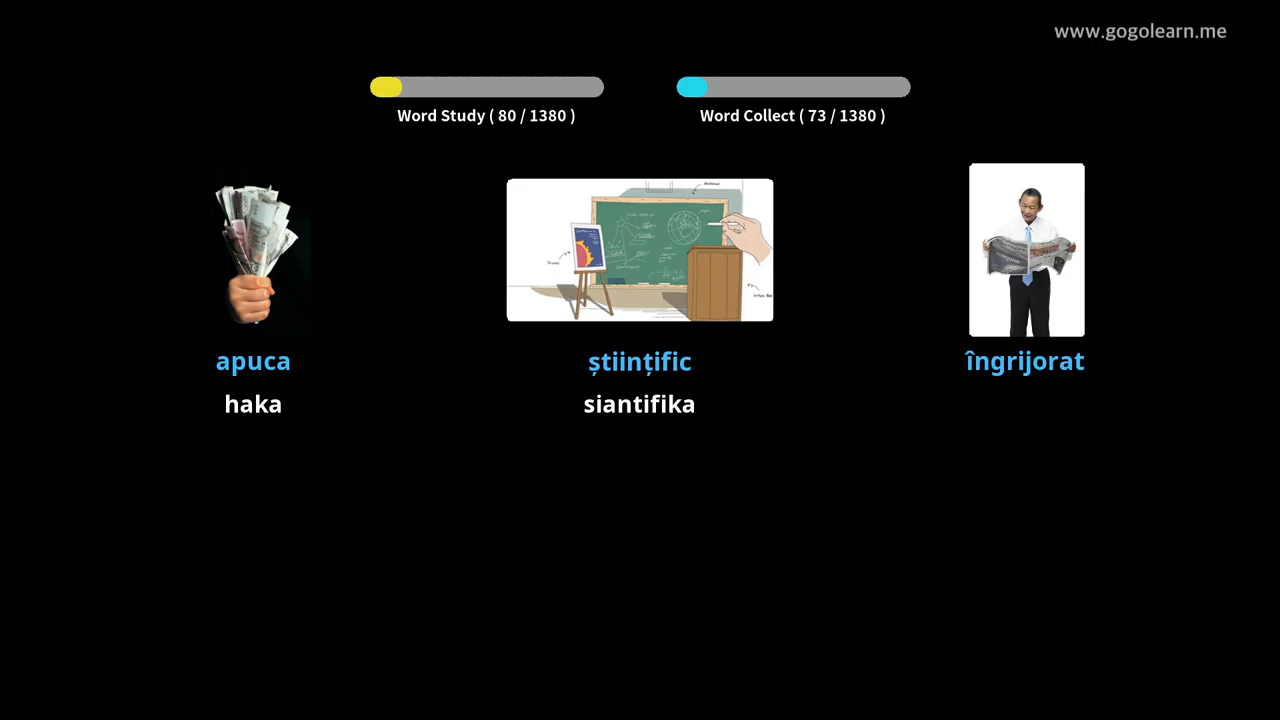 www.gogolearn.me
Word Study ( 80 / 1380 )
Word Collect ( 73 / 1380 )
apuca
științific
îngrijorat
haka
siantifika